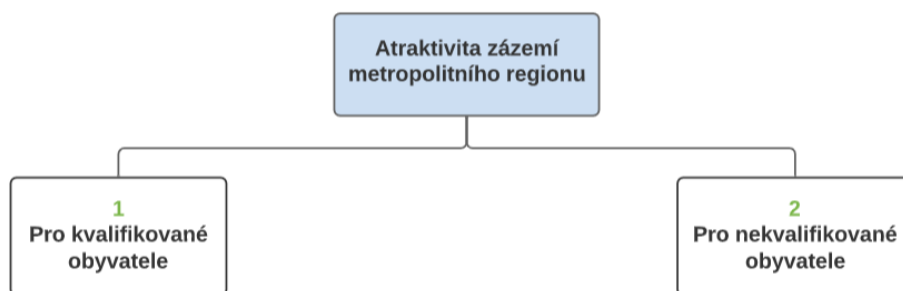 Atraktivita zázemí
metropolitního regionu
1
Pro kvalifikované
obyvatele
2
Pro nekvalifikované
obyvatele